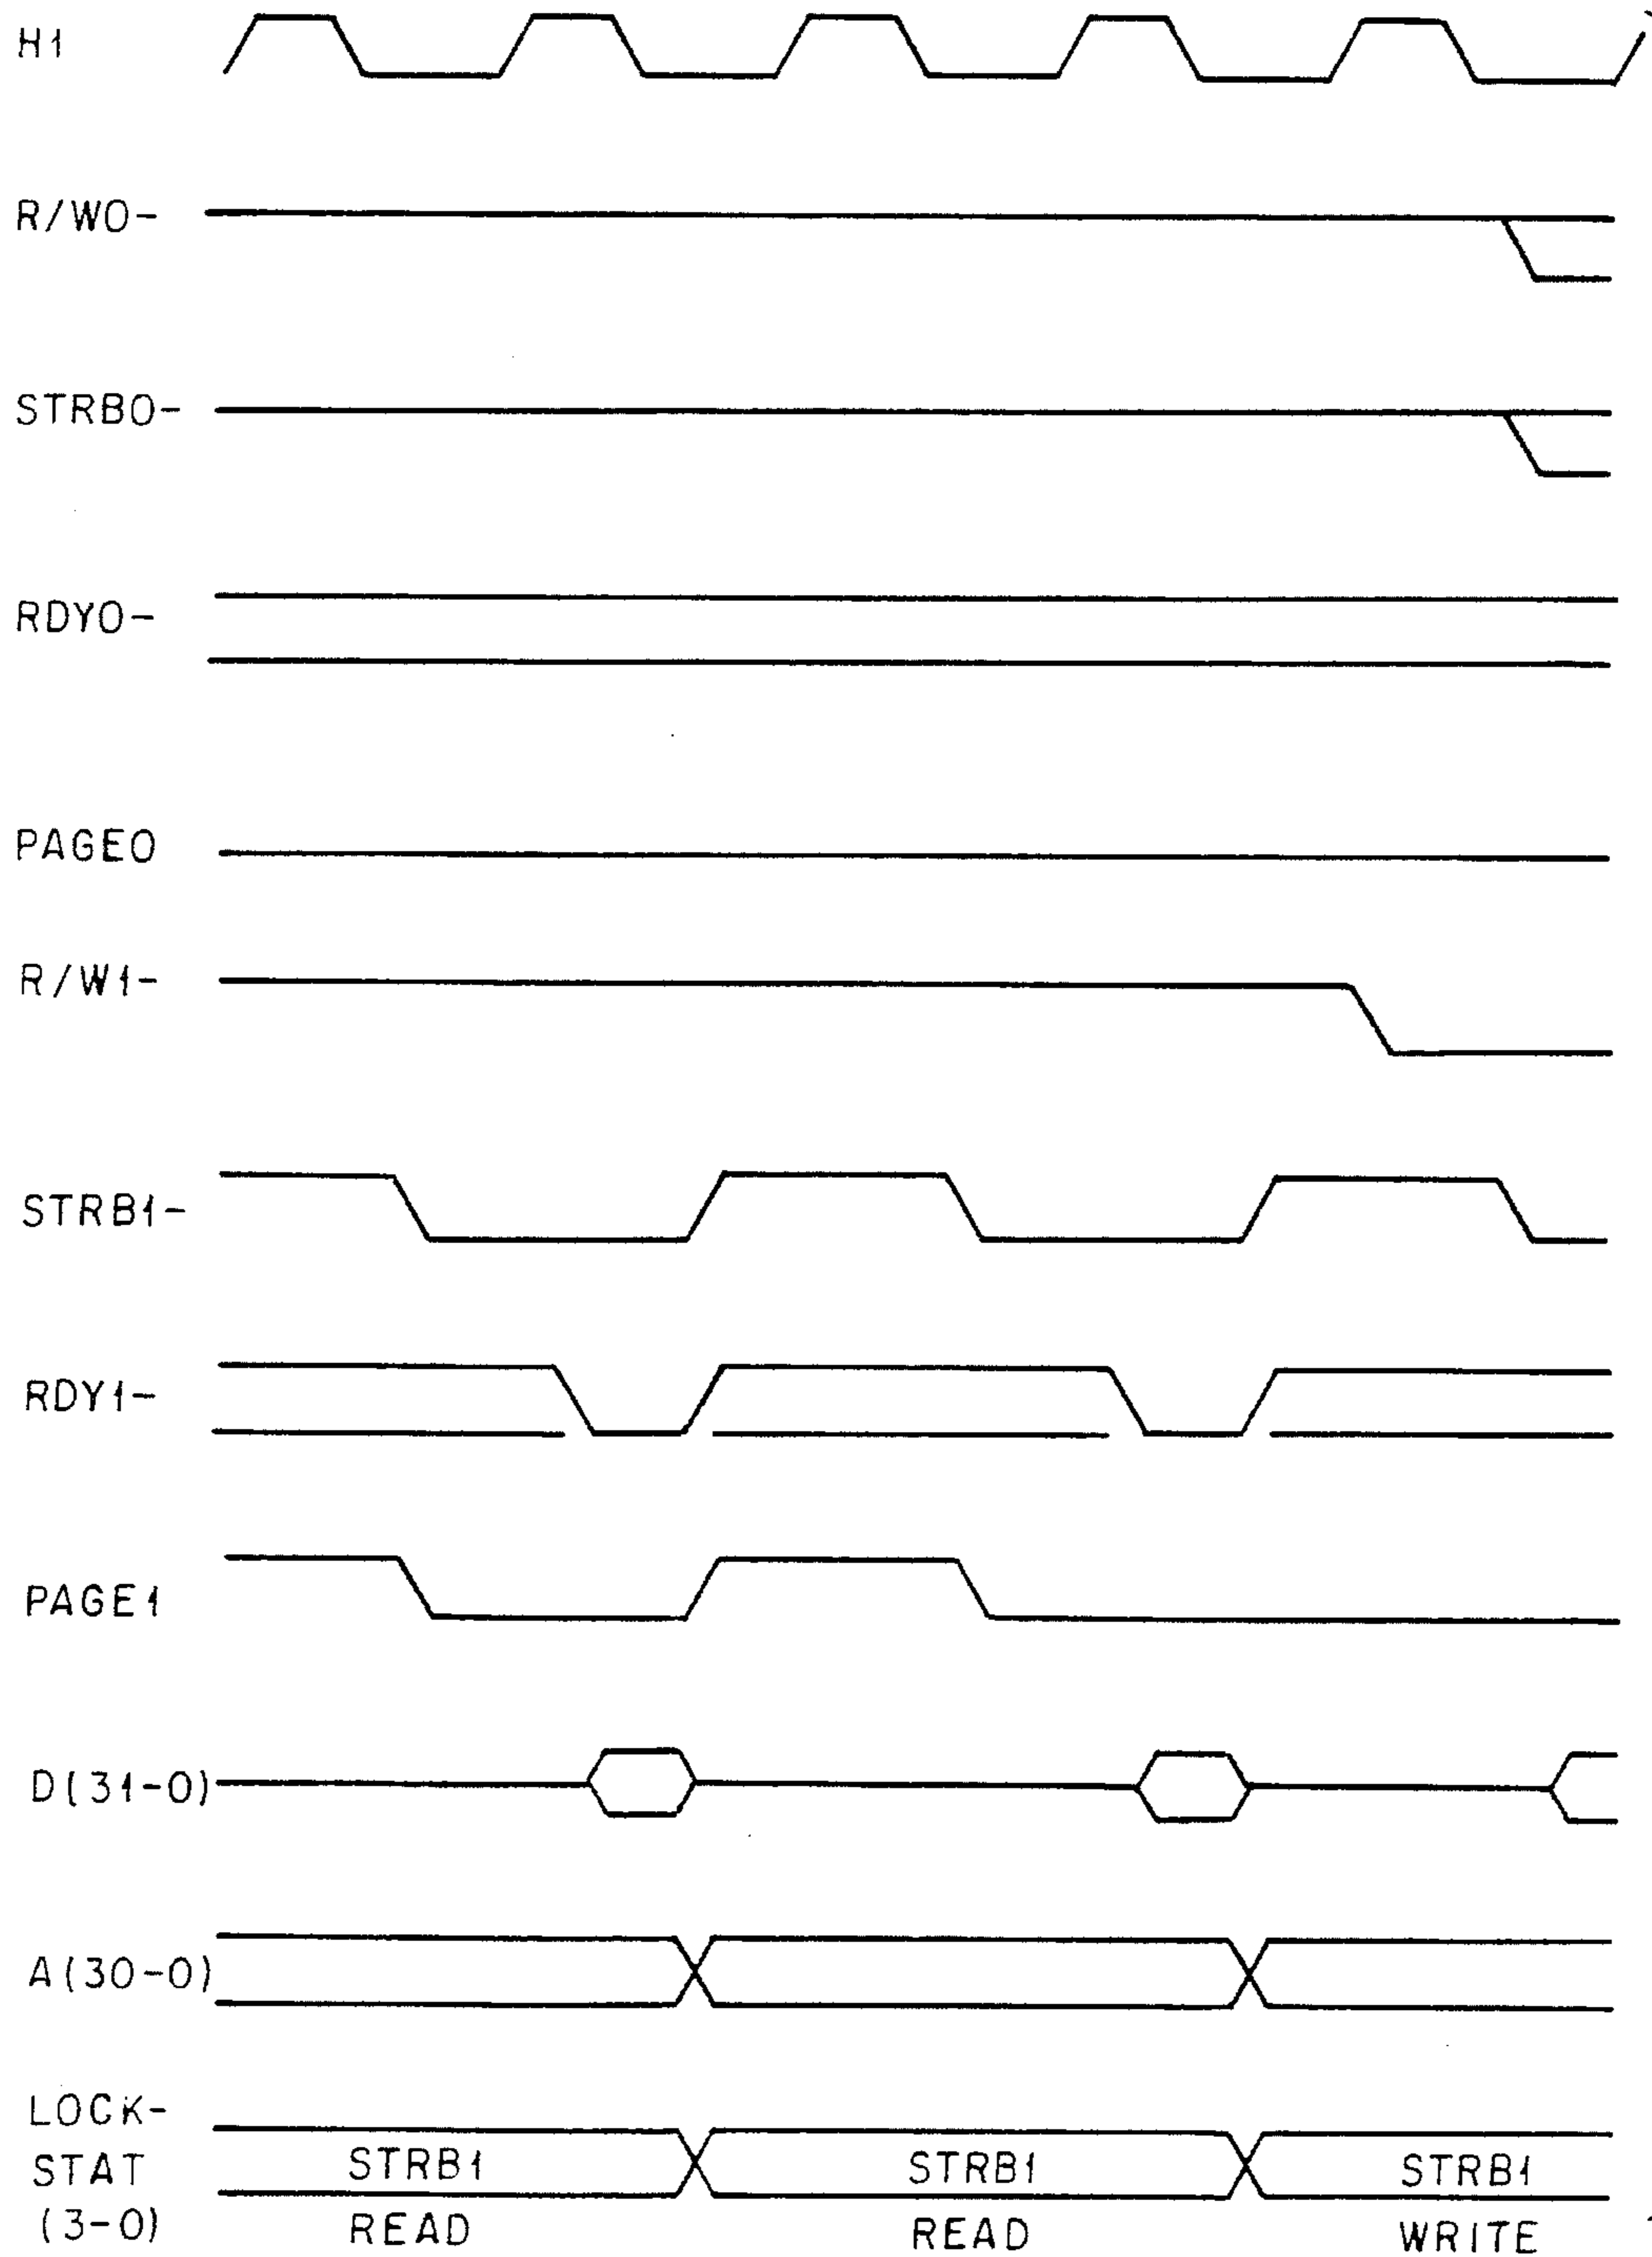 H1
R/W0-
STRB0-
RDY0-
PAGE0
R/W1-
STRB1-
RDY1-
PAGE1
D(31-0)
A(30-0)
LOCK-
STAT
(3-0)
STRB1
READ
STRB1
READ
STRB1
WRITE